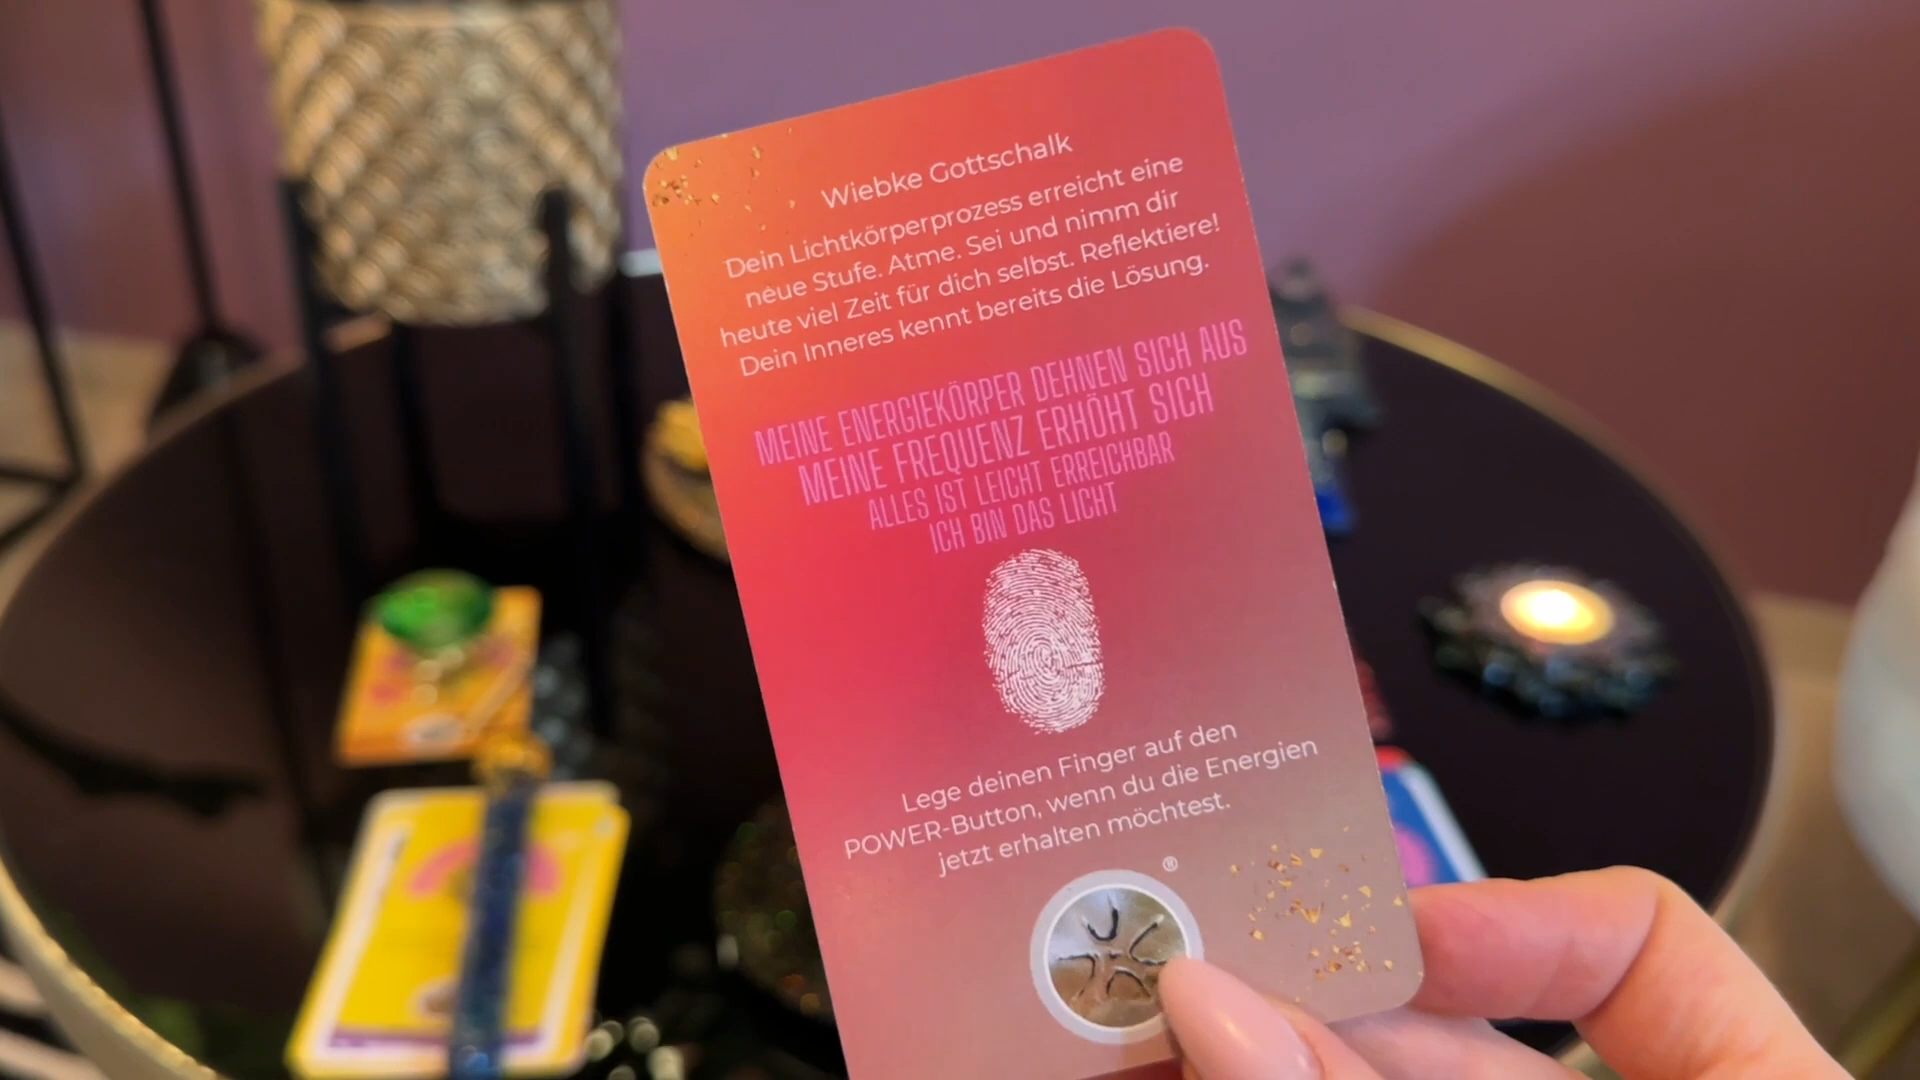 Wiebke Gottschalk
Dein Lichtkörperprozess erreicht eine
neue Stufe. Atme. Sei und nimm dir
heute viel Zeit für dich selbst. Reflektiere!
Dein Inneres kennt bereits die Lösung.
MEINE ENERGIEKÖRPER DEHNEN SICH AUS
MEINE FREQUENZ ERHÖHT SICH
ALLES IST LEICHT ERREICHBAR
ICH BIN DAS LICHT
Lege deinen Finger auf den
POWER-Button, wenn du die Energien
jetzt erhalten möchtest.
®